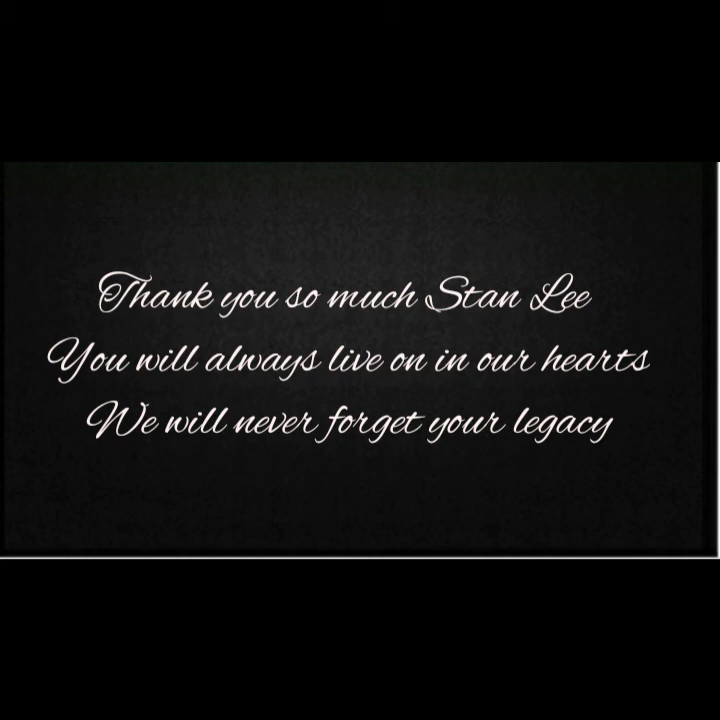 Thank you so much Stan Lee
You will always live on in our hearts
We will never forget your legacy